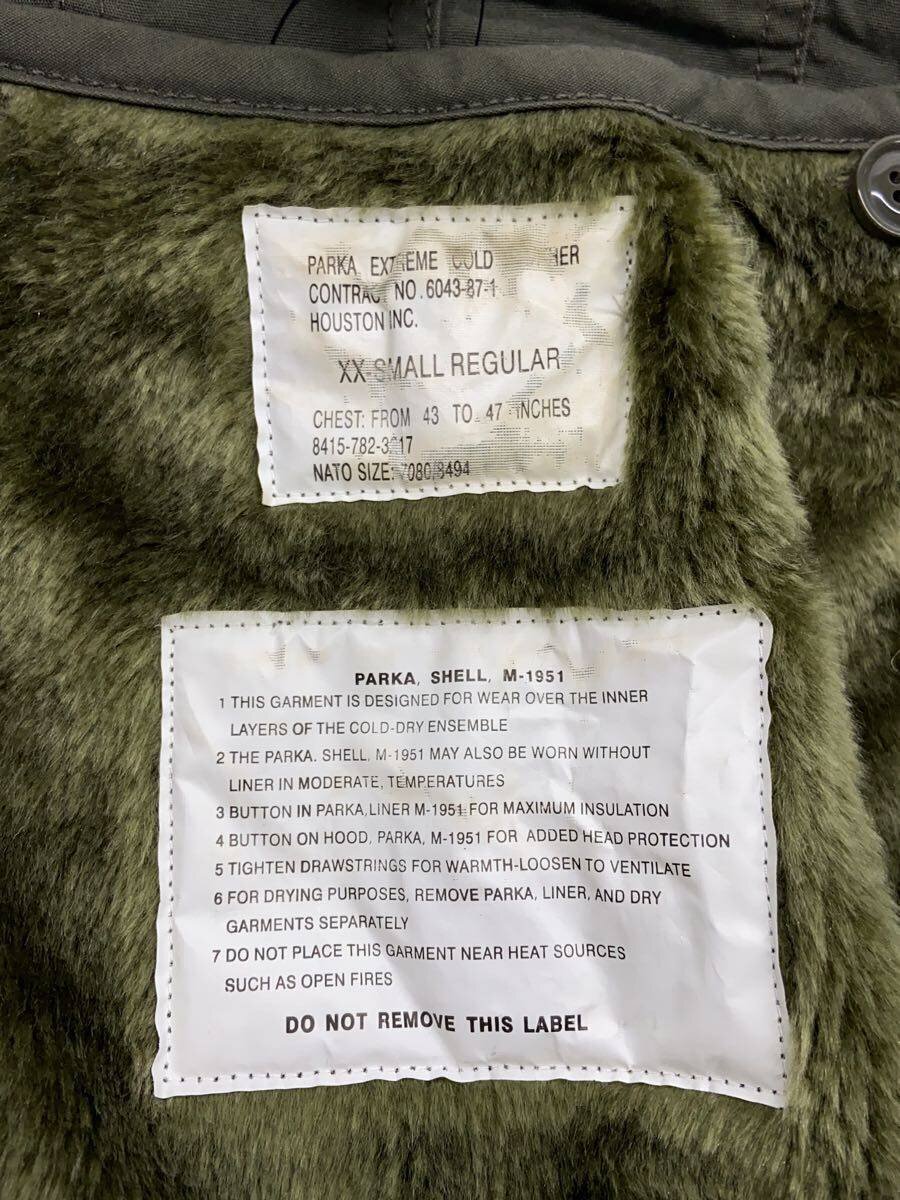 PARKA. COLD
NO.6043-87-1
HOUSTON INC.
XX-SMALL REGULAR
CHEST: FROM 43 TO 47 INCHES
NATO SIZE:
PARKA, SHELL, M-1951
1 THIS GARMENT IS DESIGNED FOR WEAR OVER THE INNER
LAYERS OF THE COLD-DRY ENSEMBLE
2 THE PARKA. SHELL, M-1951 MAY ALSO BE WORN WITHOUT
LINER IN MODERATE, TEMPERATURES
3 BUTTON IN PARKA, LINER M-1951 FOR MAXIMUM INSULATION
4 BUTTON ON HOOD, PARKA, M-1951 FOR ADDED HEAD PROTECTION
5 TIGHTEN DRAWSTRINGS FOR WARMTH-LOOSEN TO VENTILATE
6 FOR DRYING PURPOSES, REMOVE PARKA, LINER, AND DRY
GARMENTS SEPARATELY
7 DO NOT PLACE THIS GARMENT NEAR HEAT SOURCES
SUCH AS OPEN FIRES
DO NOT REMOVE THIS LABEL